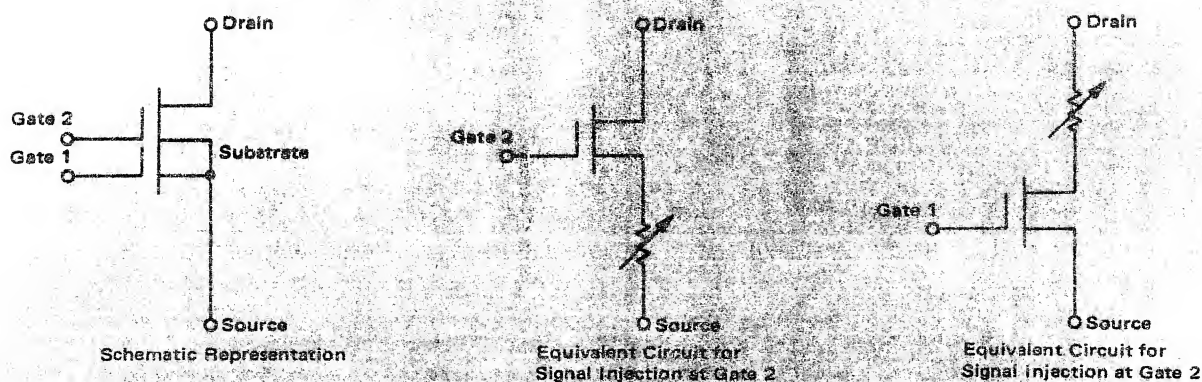 Drain
Gate 2
Gate 1
Substrate
Source
Schematic Representation
Drain
Gate 2
Source
Equivalent Circuit for
Signal Injection at Gate 2
Drain
Gate 1
Source
Equivalent Circuit for
Signal Injection at Gate 2